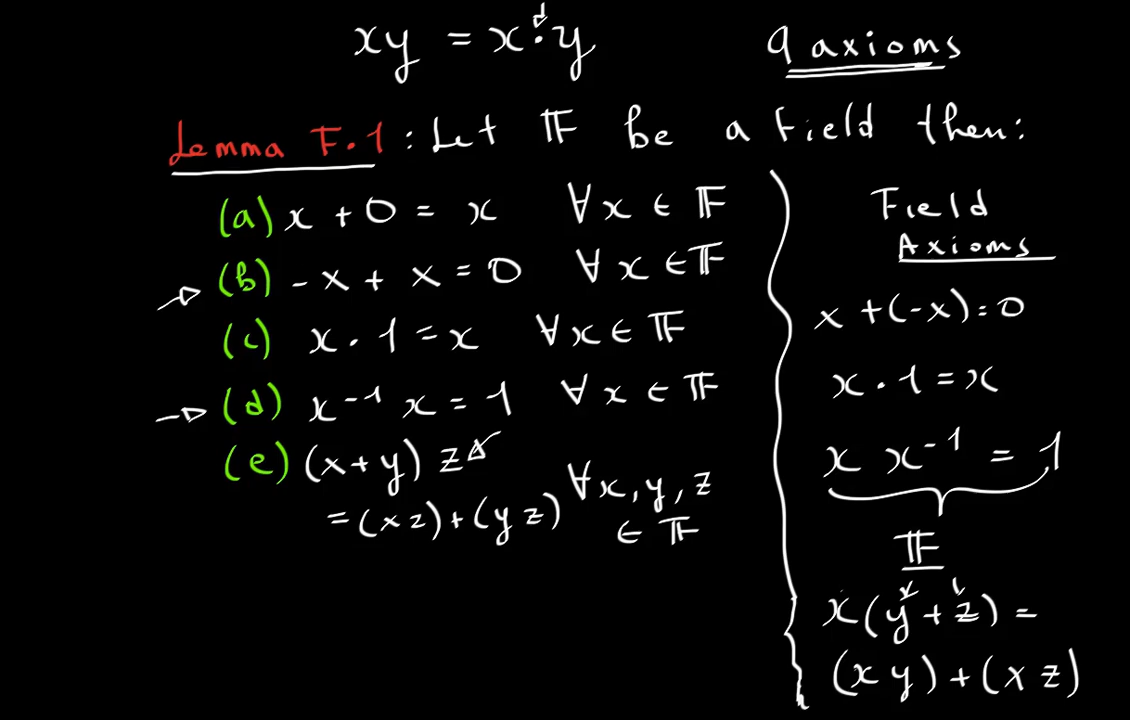 xy = x·y
9 axioms
Lemma F.1 : Let 𝔽 be a field then:
(a) x + 0 = x ∀x ∈ 𝔽
(b) -x + x = 0 ∀x ∈ 𝔽
(c) x · 1 = x ∀x ∈ 𝔽
(d) x⁻¹ x = 1 ∀x ∈ 𝔽
(e) (x+y) z
= (xz)+(yz) ∀x, y, z
∈ 𝔽
Field
Axioms
x +(-x)=0
x · 1 = x
x x⁻¹ = 1
𝔽
x(y+z) =
(xy)+(xz)